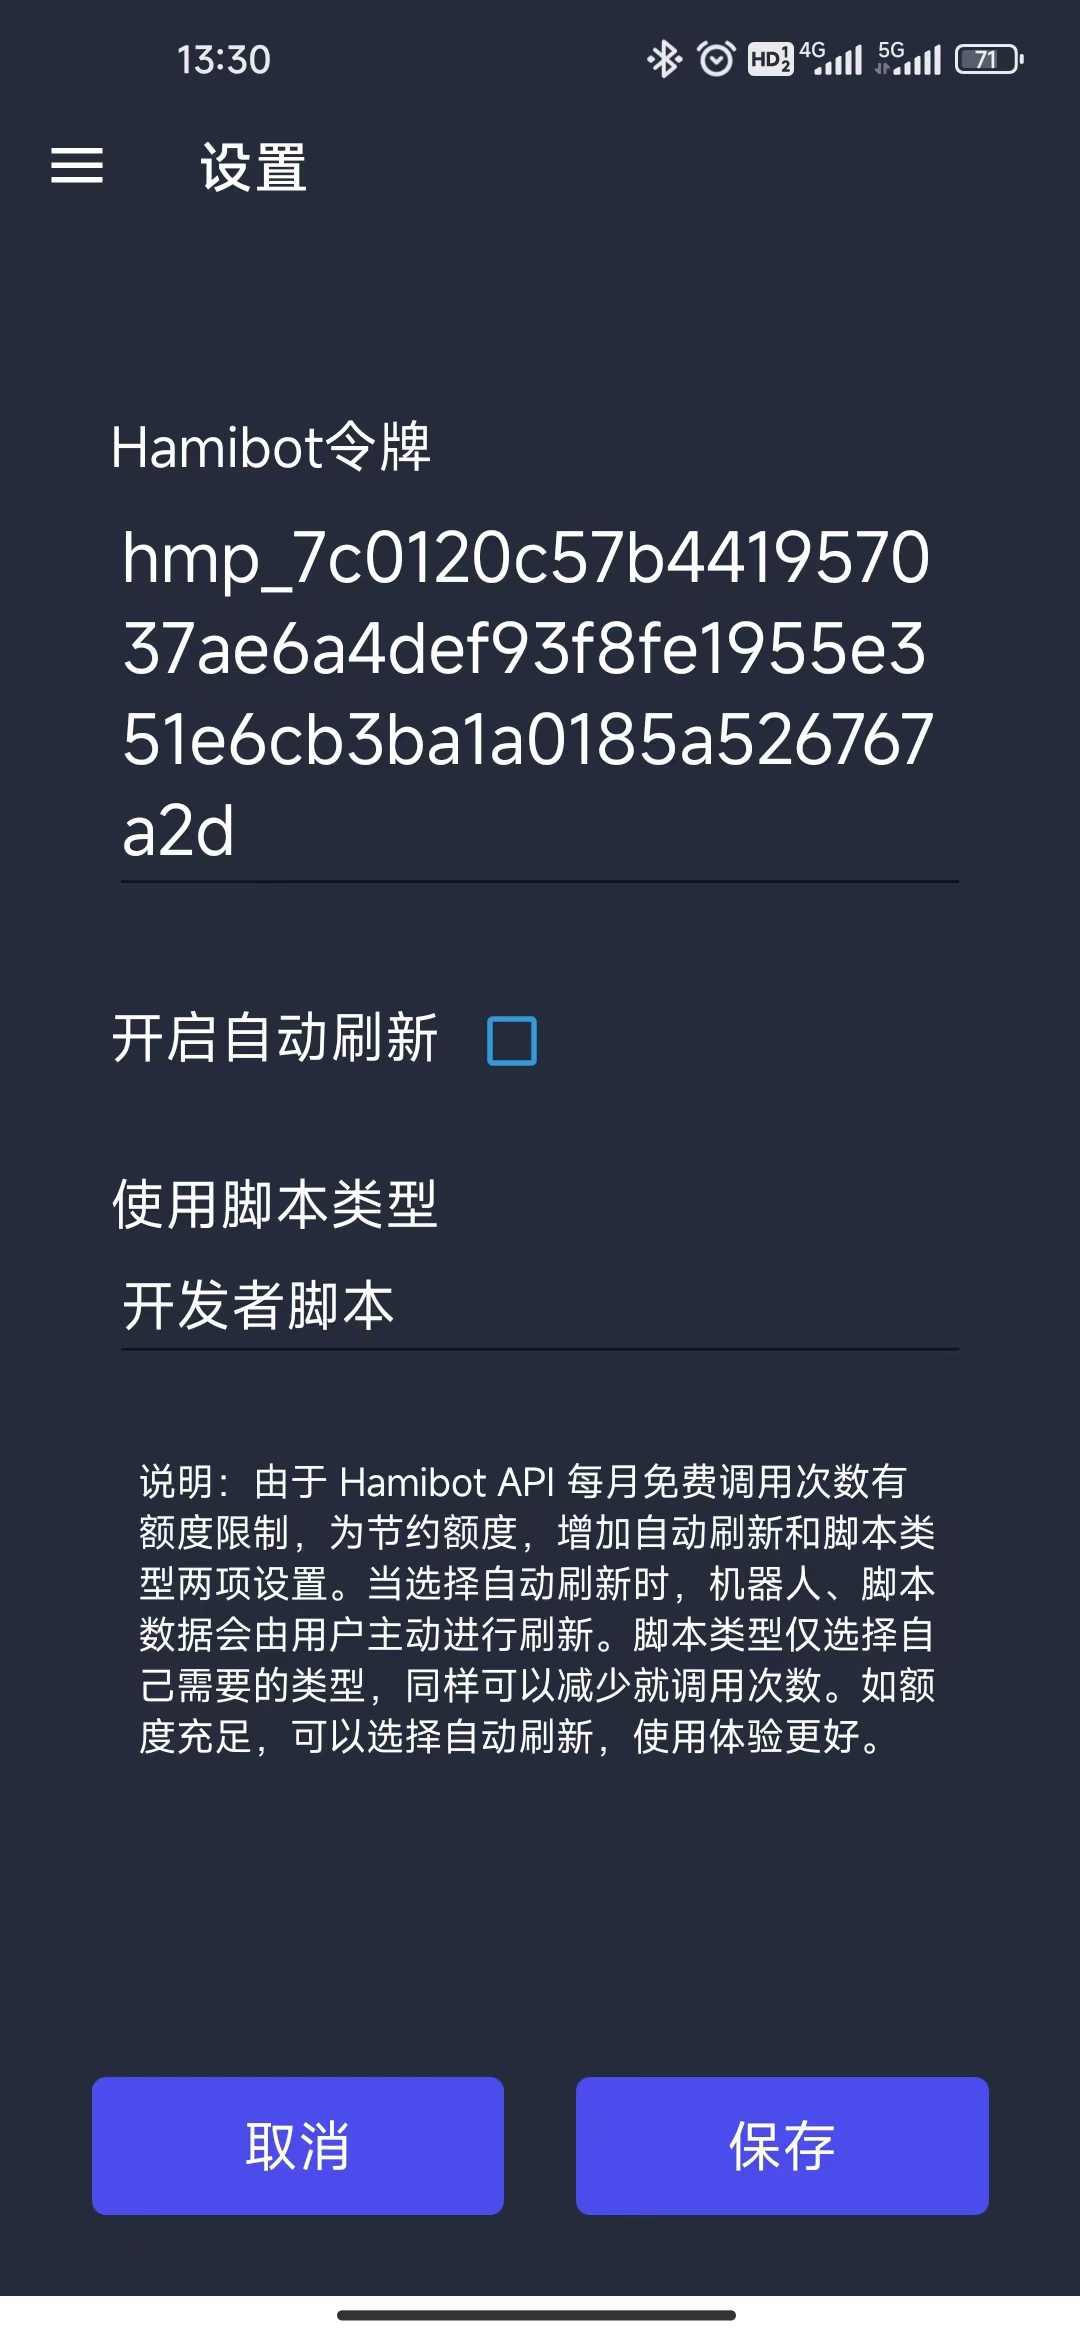 13:30
HD 1 2 4G 5G 71
设置
Hamibot令牌
hmp_7c0120c57b4419570
37ae6a4def93f8fe1955e3
51e6cb3ba1a0185a526767
a2d
开启自动刷新
使用脚本类型
开发者脚本
说明：由于 Hamibot API 每月免费调用次数有
额度限制，为节约额度，增加自动刷新和脚本类
型两项设置。当选择自动刷新时，机器人、脚本
数据会由用户主动进行刷新。脚本类型仅选择自
己需要的类型，同样可以减少就调用次数。如额
度充足，可以选择自动刷新，使用体验更好。
取消 保存